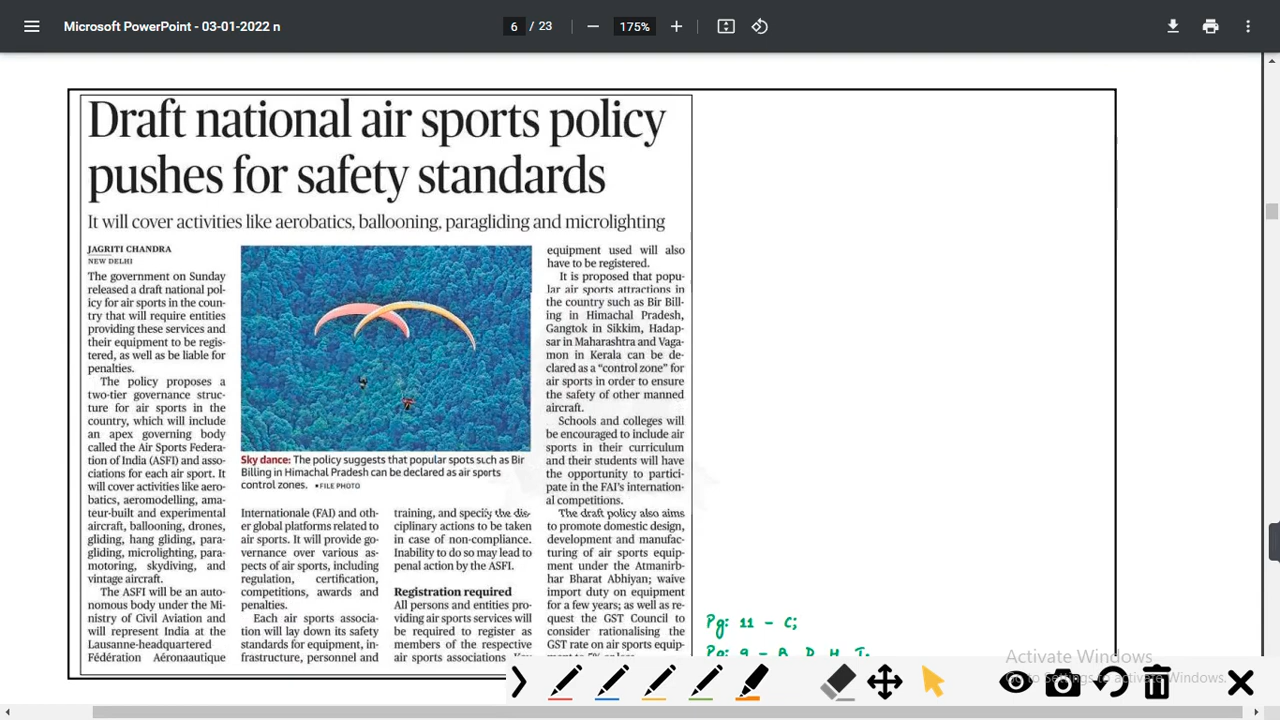 Microsoft PowerPoint - 03-01-2022 n
6 / 23
175%
Draft national air sports policy
pushes for safety standards
It will cover activities like aerobatics, ballooning, paragliding and microlighting
JAGRITI CHANDRA
NEW DELHI
The government on Sunday
released a draft national pol-
icy for air sports in the coun-
try that will require entities
providing these services and
their equipment to be regis-
tered, as well as be liable for
penalties.
The policy proposes a
two-tier governance struc-
ture for air sports in the
country, which will include
an apex governing body
called the Air Sports Federa-
tion of India (ASFI) and asso-
ciations for each air sport. It
will cover activities like aero-
batics, aeromodelling, ama-
teur-built and experimental
aircraft, ballooning, drones,
gliding, hang gliding, para-
gliding, microlighting, para-
motoring, skydiving, and
vintage aircraft.
The ASFI will be an auto-
nomous body under the Mi-
nistry of Civil Aviation and
will represent India at the
Lausanne-headquartered
Fédération Aéronaautique
Sky dance: The policy suggests that popular spots such as Bir
Billing in Himachal Pradesh can be declared as air sports
control zones. •FILE PHOTO
Internationale (FAI) and oth-
er global platforms related to
air sports. It will provide go-
vernance over various as-
pects of air sports, including
regulation, certification,
competitions, awards and
penalties.
Each air sports associa-
tion will lay down its safety
standards for equipment, in-
frastructure, personnel and
training, and specify the dis-
ciplinary actions to be taken
in case of non-compliance.
Inability to do so may lead to
penal action by the ASFI.
Registration required
All persons and entities pro-
viding air sports services will
be required to register as
members of the respective
air sports associations.
equipment used will also
have to be registered.
It is proposed that popu-
lar air sports attractions in
the country such as Bir Bill-
ing in Himachal Pradesh,
Gangtok in Sikkim, Hadap-
sar in Maharashtra and Vaga-
mon in Kerala can be de-
clared as a “control zone” for
air sports in order to ensure
the safety of other manned
aircraft.
Schools and colleges will
be encouraged to include air
sports in their curriculum
and their students will have
the opportunity to partici-
pate in the FAI's internation-
al competitions.
The draft policy also aims
to promote domestic design,
development and manufac-
turing of air sports equip-
ment under the Atmanirb-
har Bharat Abhiyan; waive
import duty on equipment
for a few years; as well as re-
quest the GST Council to
consider rationalising the
GST rate on air sports equip-
Pg: 11 - C;
Activate Windows
Go to Settings to activate Windows.